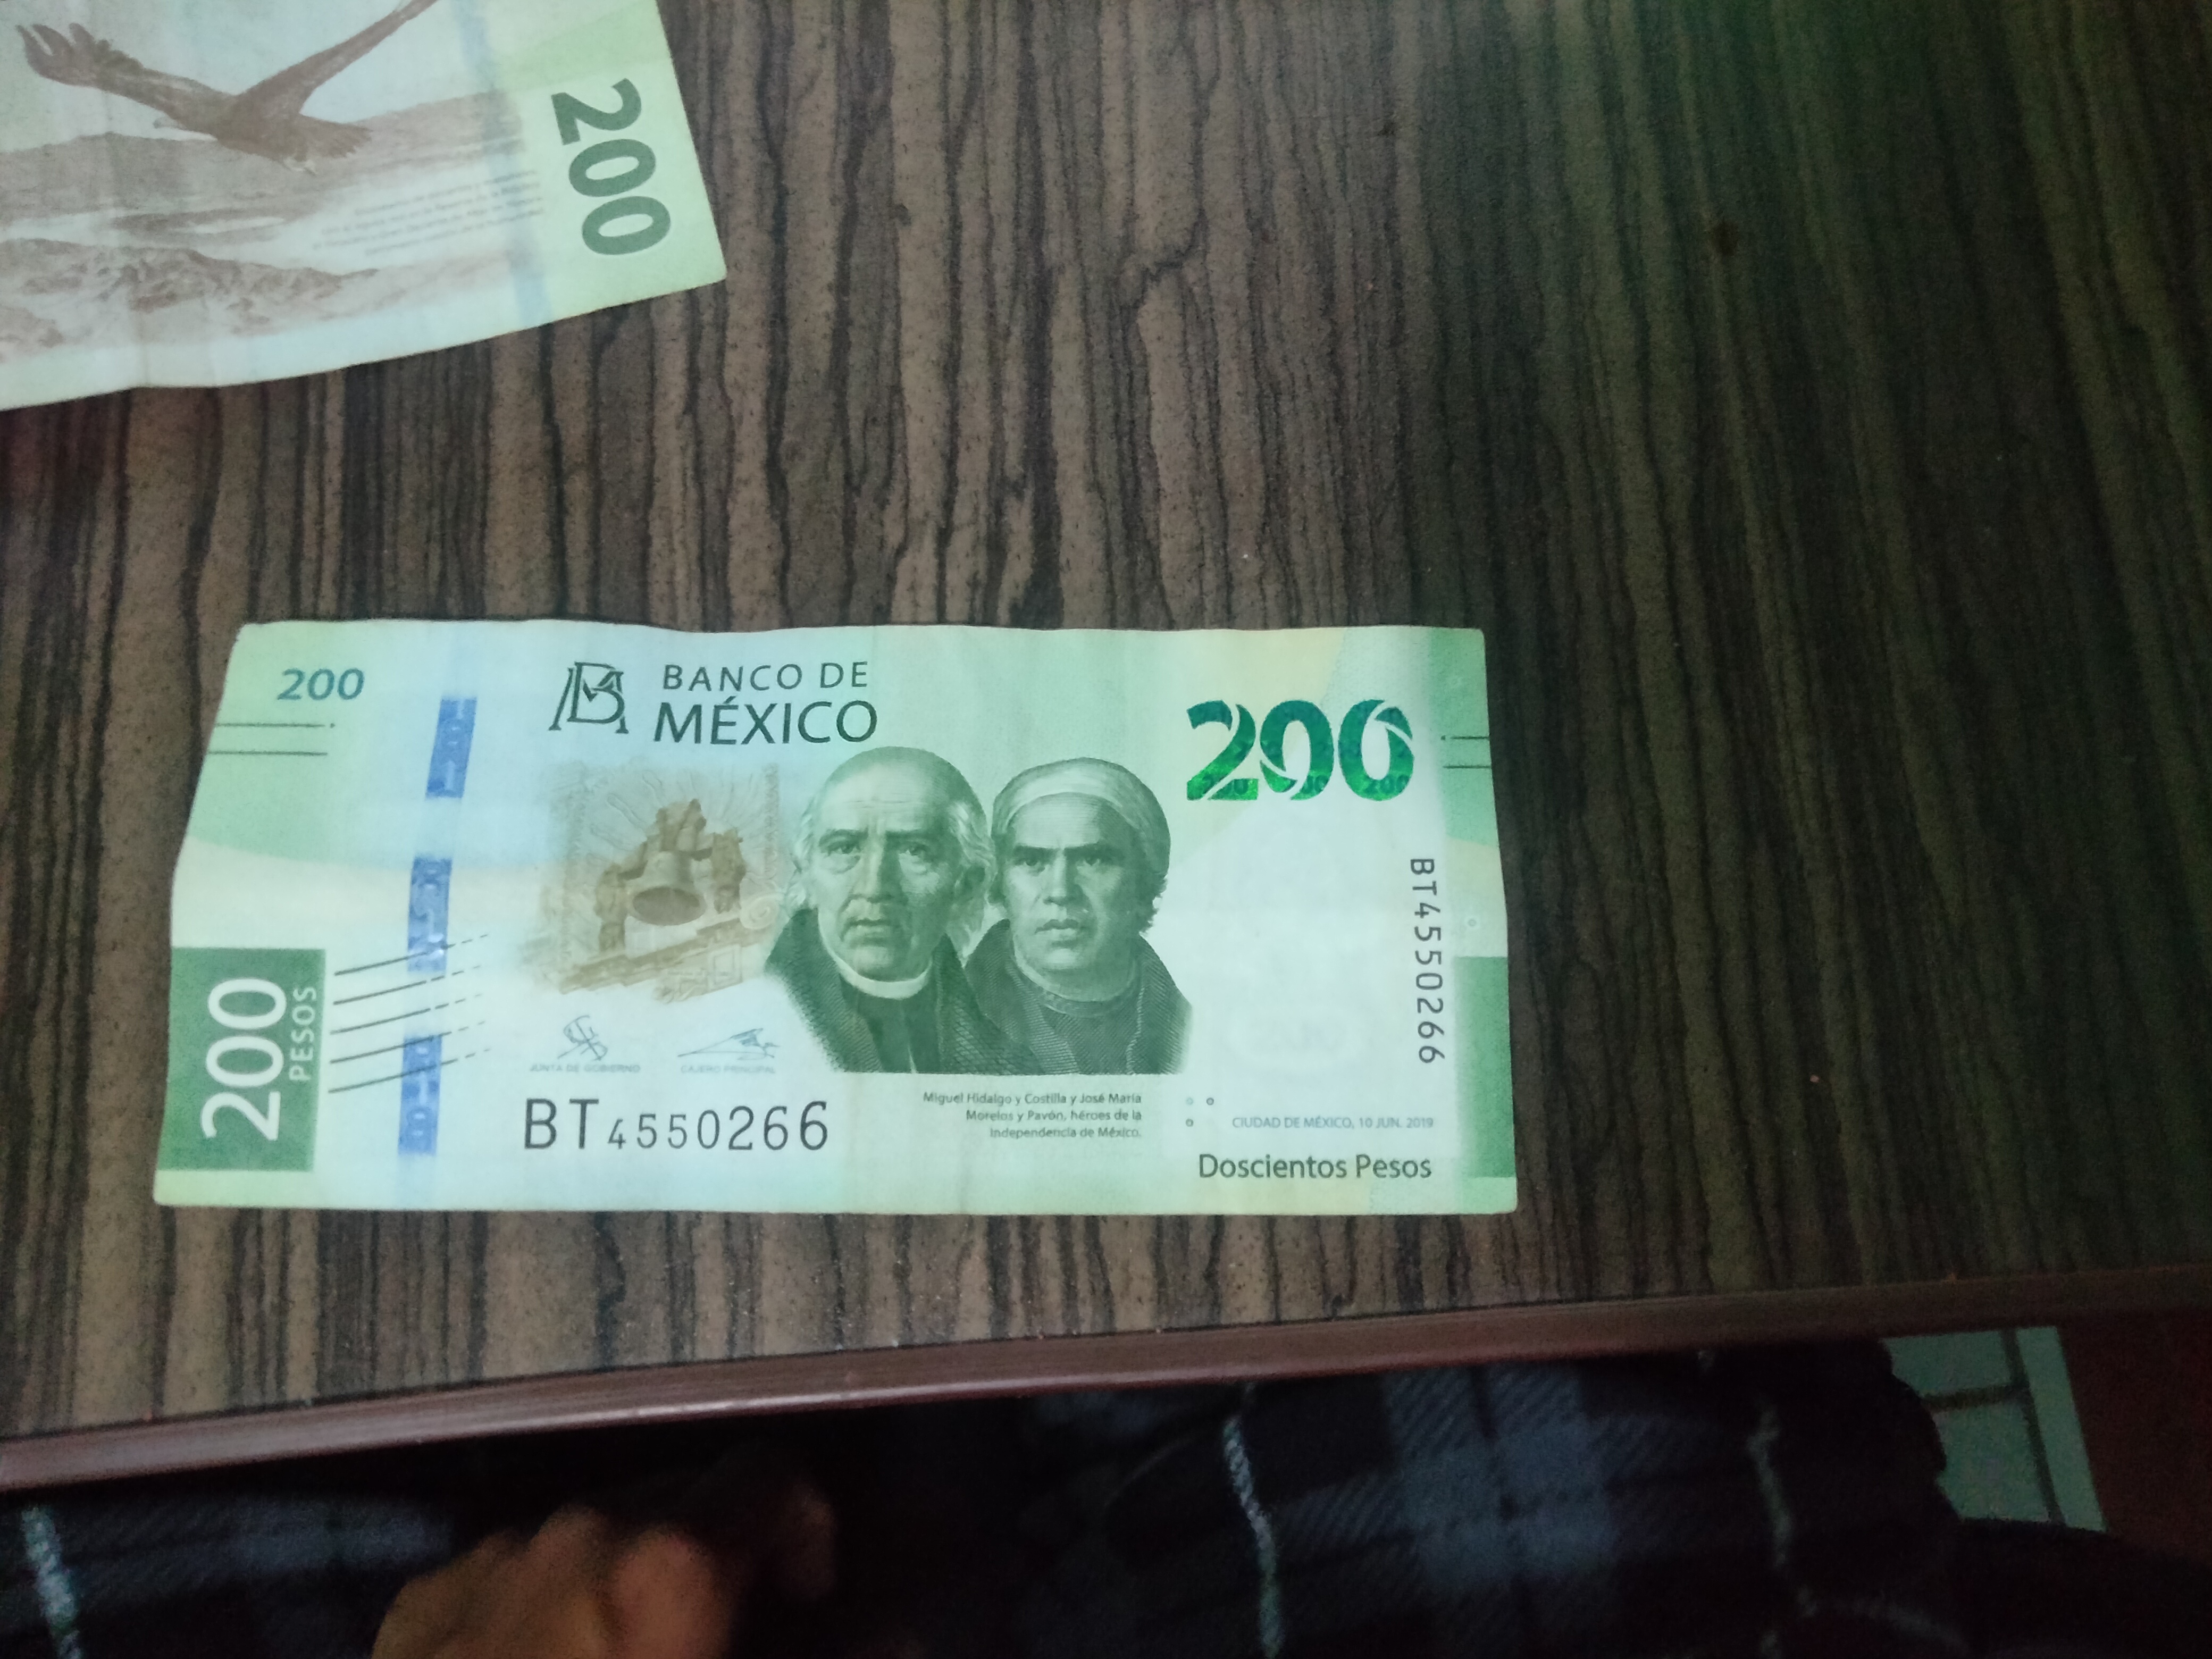 200
200
BANCO DE
MÉXICO
200
BT4550266
200
PESOS
JUNTA DE GOBIERNO
CAJERO PRINCIPAL
BT4550266
Miguel Hidalgo y Costilla y José María
Morelos y Pavón, héroes de la
Independencia de México.
CIUDAD DE MÉXICO, 10 JUN. 2019
Doscientos Pesos